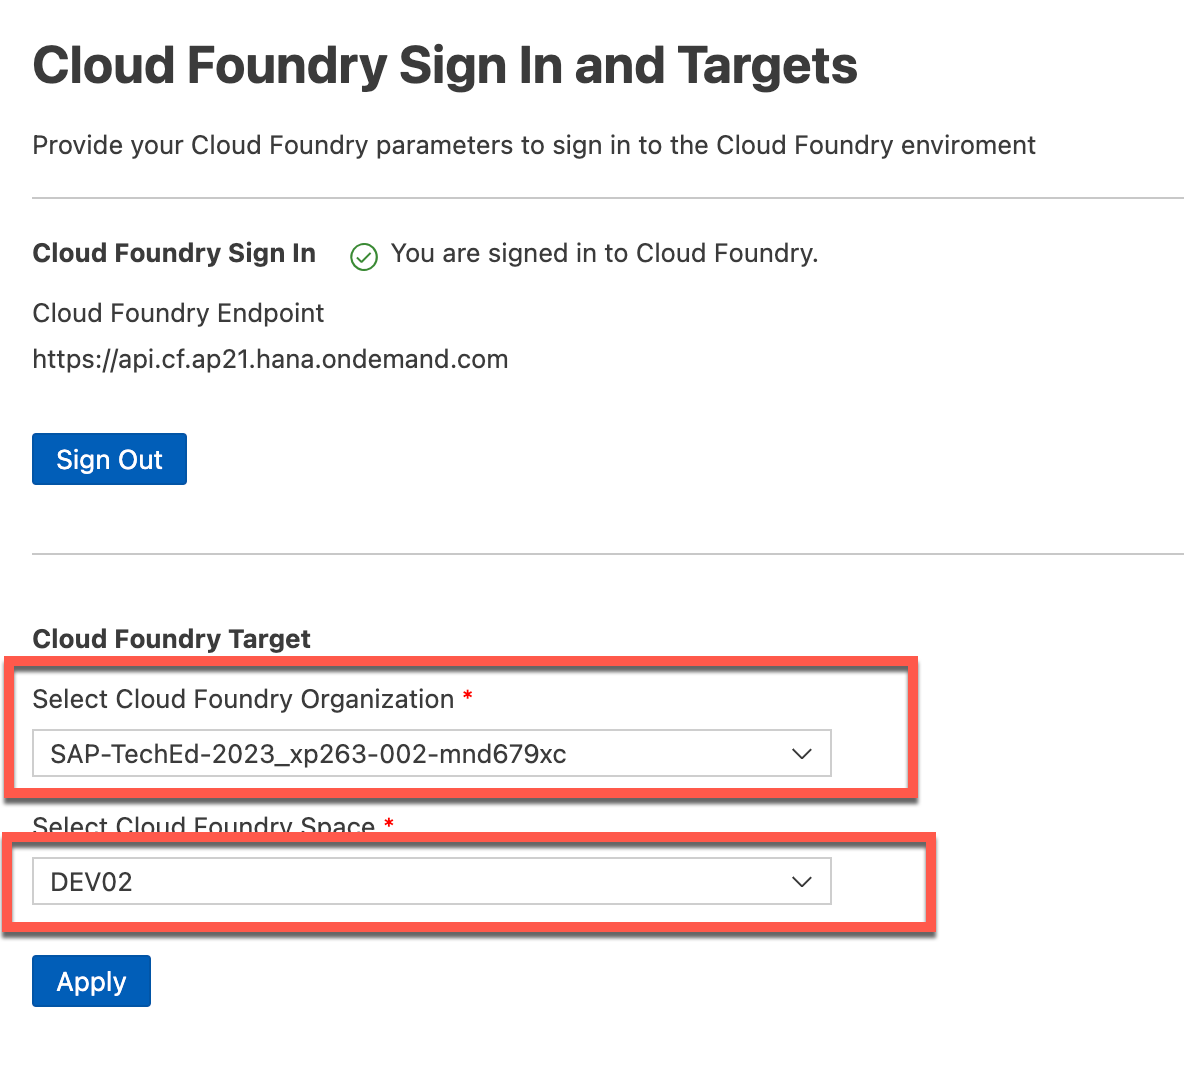 Cloud Foundry Sign In and Targets
Provide your Cloud Foundry parameters to sign in to the Cloud Foundry enviroment
Cloud Foundry Sign In You are signed in to Cloud Foundry.
Cloud Foundry Endpoint
https://api.cf.ap21.hana.ondemand.com
Sign Out
Cloud Foundry Target
Select Cloud Foundry Organization *
SAP-TechEd-2023_xp263-002-mnd679xc
Select Cloud Foundry Space *
DEV02
Apply